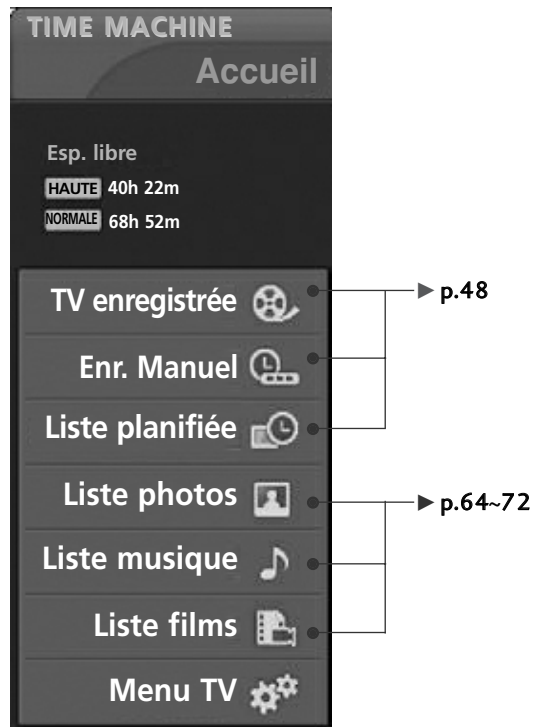 TIME MACHINE
Accueil
Esp. libre
HAUTE 40h 22m
NORMALE 68h 52m
TV enregistrée
p.48
Enr. Manuel
Liste planifiée
Liste photos
p.64~72
Liste musique
Liste films
Menu TV